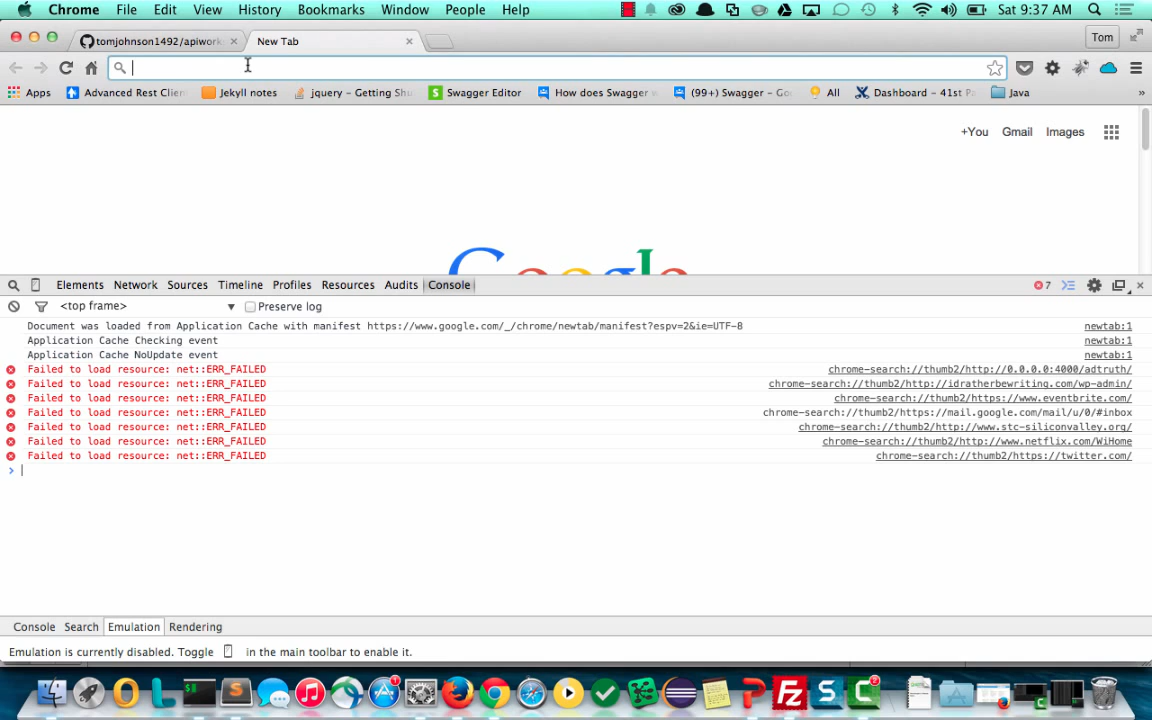 Chrome File Edit View History Bookmarks Window People Help Sat 9:37 AM
tomjohnson1492/apiwork New Tab Tom
Apps Advanced Rest Clien Jekyll notes jquery – Getting Shu Swagger Editor How does Swagger (99+) Swagger – Go All Dashboard – 41st Pa Java »
+You Gmail Images
Google
Elements Network Sources Timeline Profiles Resources Audits Console 7
<top frame> Preserve log
Document was loaded from Application Cache with manifest https://www.google.com/_/chrome/newtab/manifest?espv=2&ie=UTF-8 newtab:1
Application Cache Checking event newtab:1
Application Cache NoUpdate event newtab:1
Failed to load resource: net::ERR_FAILED chrome-search://thumb2/http://0.0.0.0:4000/adtruth/
Failed to load resource: net::ERR_FAILED chrome-search://thumb2/http://idratherbewriting.com/wp-admin/
Failed to load resource: net::ERR_FAILED chrome-search://thumb2/https://www.eventbrite.com/
Failed to load resource: net::ERR_FAILED chrome-search://thumb2/https://mail.google.com/mail/u/0/#inbox
Failed to load resource: net::ERR_FAILED chrome-search://thumb2/http://www.stc-siliconvalley.org/
Failed to load resource: net::ERR_FAILED chrome-search://thumb2/http://www.netflix.com/WiHome
Failed to load resource: net::ERR_FAILED chrome-search://thumb2/https://twitter.com/
Console Search Emulation Rendering
Emulation is currently disabled. Toggle in the main toolbar to enable it.